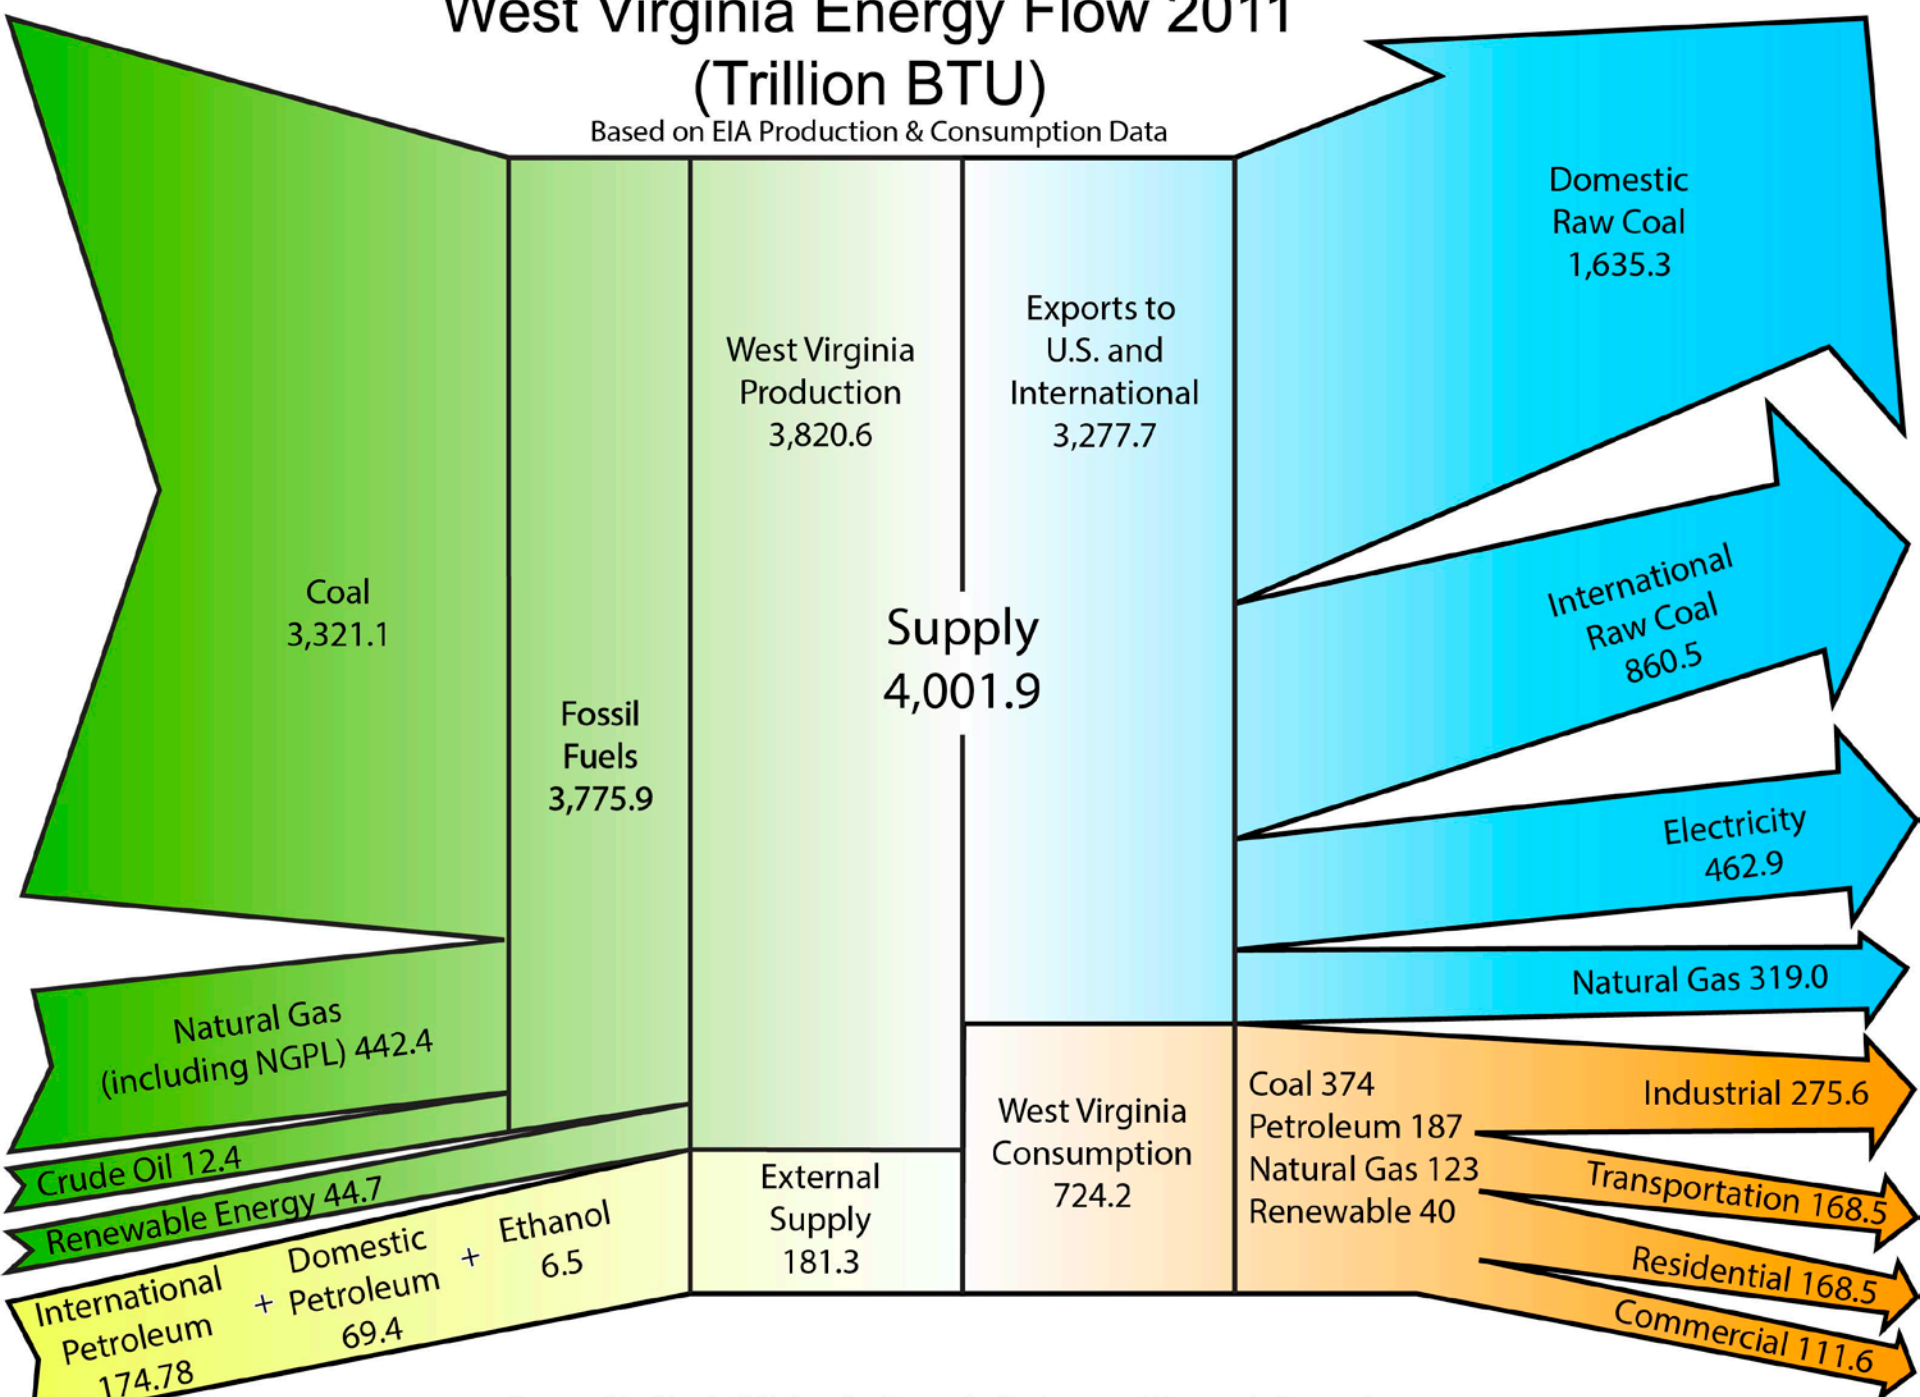 West Virginia Energy Flow 2011
(Trillion BTU)
Based on EIA Production & Consumption Data
Coal
3,321.1
Natural Gas
(including NGPL) 442.4
Crude Oil 12.4
Renewable Energy 44.7
International
Petroleum
174.78
+
Domestic
Petroleum
69.4
+
Ethanol
6.5
Fossil
Fuels
3,775.9
West Virginia
Production
3,820.6
External
Supply
181.3
Supply
4,001.9
Exports to
U.S. and
International
3,277.7
West Virginia
Consumption
724.2
Domestic
Raw Coal
1,635.3
International
Raw Coal
860.5
Electricity
462.9
Natural Gas 319.0
Coal 374
Petroleum 187
Natural Gas 123
Renewable 40
Industrial 275.6
Transportation 168.5
Residential 168.5
Commercial 111.6